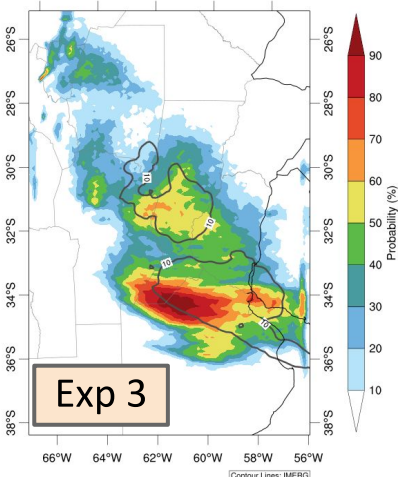 26°S
28°S
30°S
32°S
34°S
36°S
38°S
26°S
28°S
30°S
32°S
34°S
36°S
38°S
10
10
10
10
Exp 3
66°W 64°W 62°W 60°W 58°W 56°W
90
80
70
60
50
40
30
20
10
Probability (%)
Contour Lines: IMERG